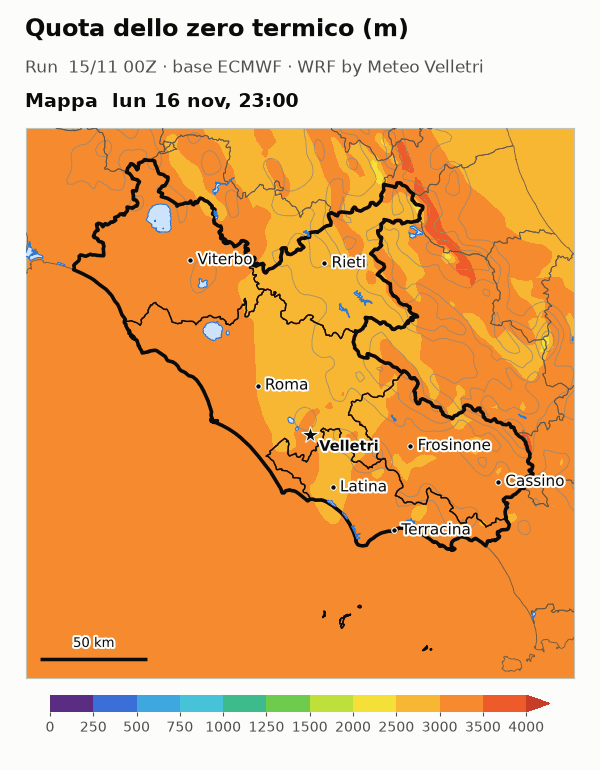 Quota dello zero termico (m)
Run  15/11 00Z · base ECMWF · WRF by Meteo Velletri
Mappa  lun 16 nov, 23:00
Viterbo
Rieti
Roma
Velletri
Frosinone
Latina
Cassino
Terracina
50 km
0 250 500 750 1000 1250 1500 2000 2500 3000 3500 4000